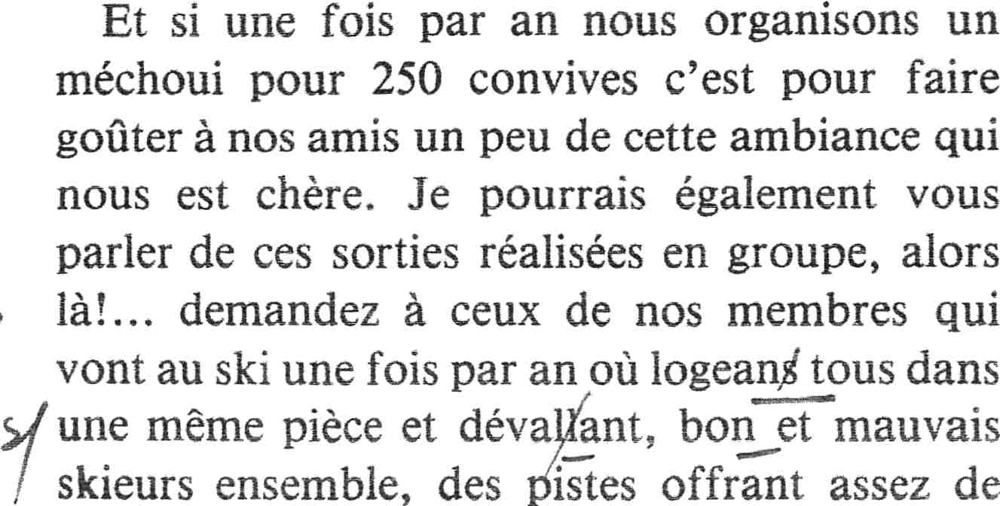 Et si une fois par an nous organisons un
méchoui pour 250 convives c'est pour faire
goûter à nos amis un peu de cette ambiance qui
nous est chère. Je pourrais également vous
parler de ces sorties réalisées en groupe, alors
là!... demandez à ceux de nos membres qui
vont au ski une fois par an où logeans tous dans
s/ une même pièce et dévallant, bon et mauvais
skieurs ensemble, des pistes offrant assez de